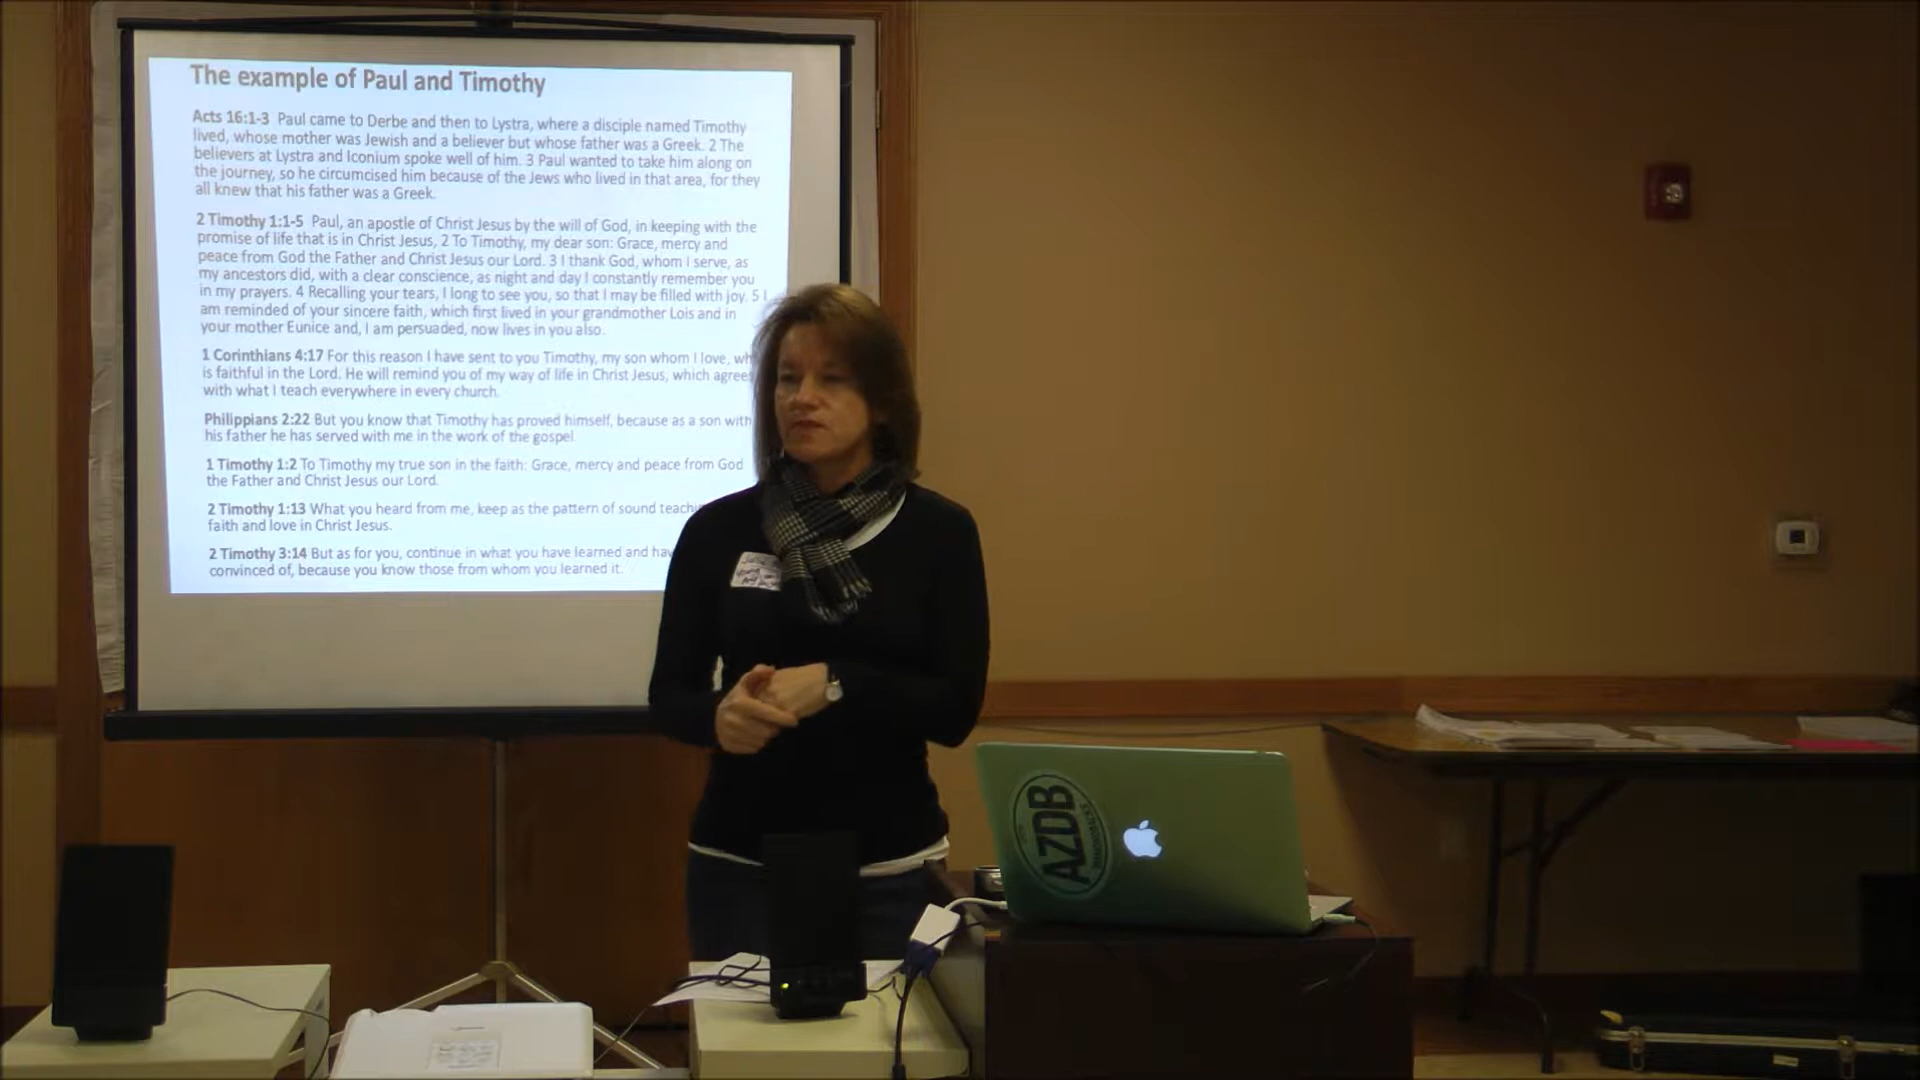 The example of Paul and Timothy
Acts 16:1-3 Paul came to Derbe and then to Lystra, where a disciple named Timothy
lived, whose mother was Jewish and a believer but whose father was a Greek. 2 The
believers at Lystra and Iconium spoke well of him. 3 Paul wanted to take him along on
the journey, so he circumcised him because of the Jews who lived in that area, for they
all knew that his father was a Greek.
2 Timothy 1:1-5 Paul, an apostle of Christ Jesus by the will of God, in keeping with the
promise of life that is in Christ Jesus, 2 To Timothy, my dear son: Grace, mercy and
peace from God the Father and Christ Jesus our Lord. 3 I thank God, whom I serve, as
my ancestors did, with a clear conscience, as night and day I constantly remember you
in my prayers. 4 Recalling your tears, I long to see you, so that I may be filled with joy. 5 I
am reminded of your sincere faith, which first lived in your grandmother Lois and in
your mother Eunice and, I am persuaded, now lives in you also.
1 Corinthians 4:17 For this reason I have sent to you Timothy, my son whom I love, wh
is faithful in the Lord. He will remind you of my way of life in Christ Jesus, which agrees
with what I teach everywhere in every church.
Philippians 2:22 But you know that Timothy has proved himself, because as a son with
his father he has served with me in the work of the gospel
1 Timothy 1:2 To Timothy my true son in the faith: Grace, mercy and peace from God
the Father and Christ Jesus our Lord.
2 Timothy 1:13 What you heard from me, keep as the pattern of sound teachi
faith and love in Christ Jesus.
2 Timothy 3:14 But as for you, continue in what you have learned and hav
convinced of, because you know those from whom you learned it.
AZDB